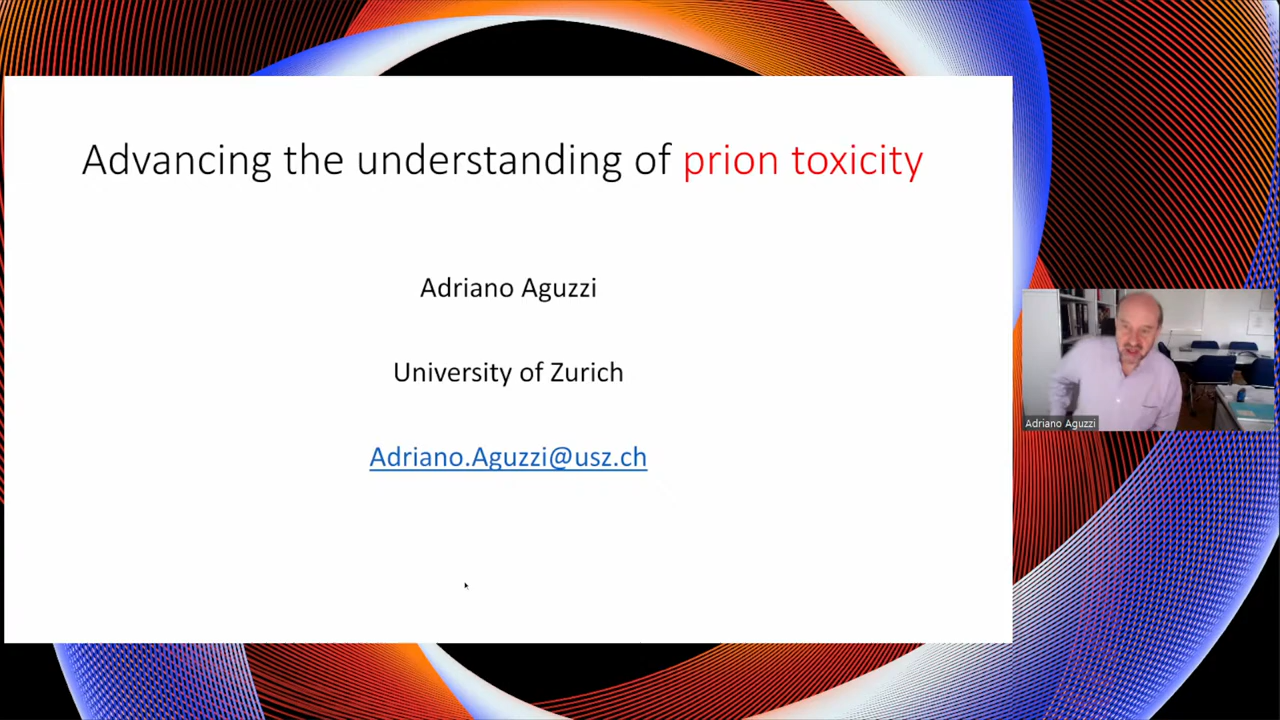 Advancing the understanding of prion toxicity
Adriano Aguzzi
University of Zurich
Adriano.Aguzzi@usz.ch
Adriano Aguzzi